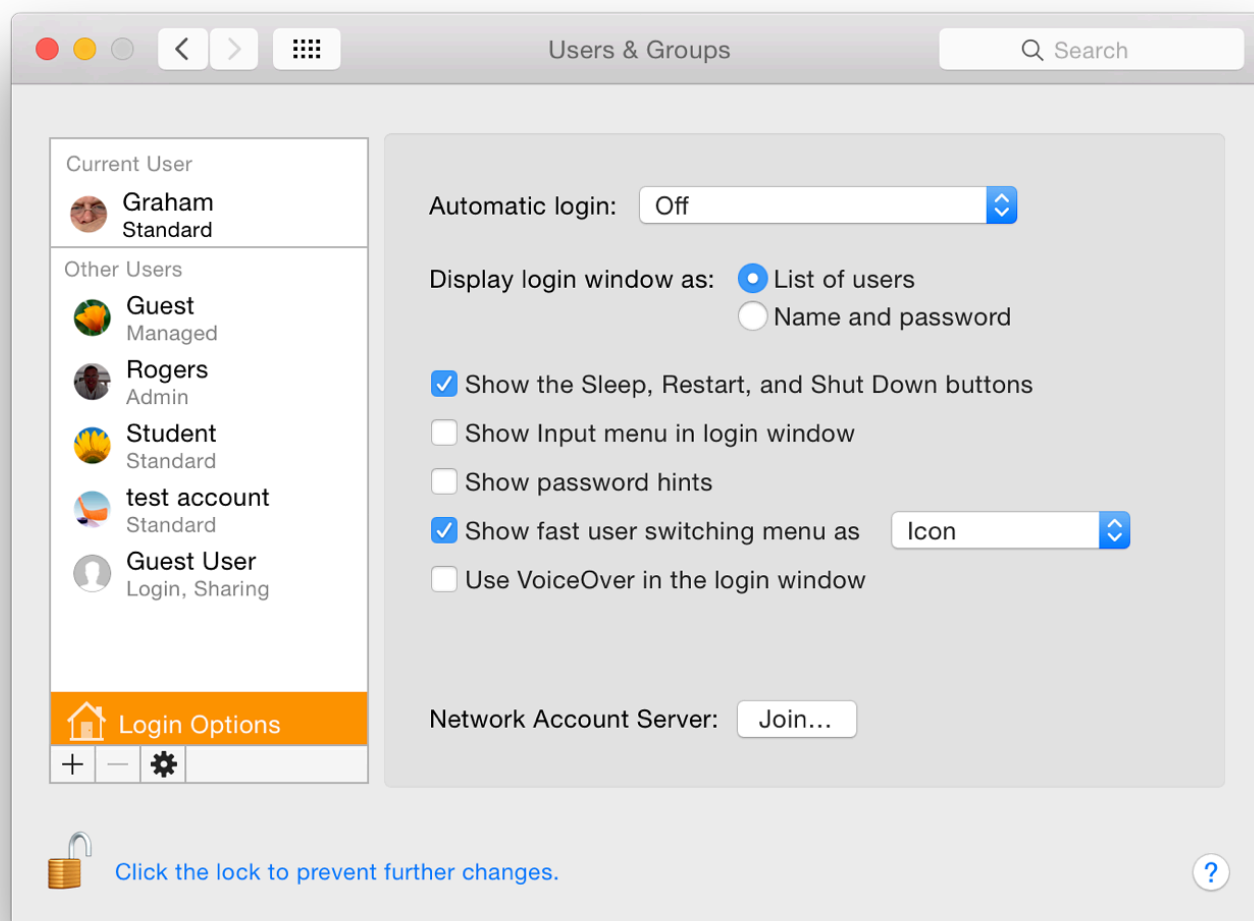 Users & Groups
Search
Current User
Graham
Standard
Other Users
Guest
Managed
Rogers
Admin
Student
Standard
test account
Standard
Guest User
Login, Sharing
Login Options
Automatic login: Off
Display login window as: List of users
Name and password
Show the Sleep, Restart, and Shut Down buttons
Show Input menu in login window
Show password hints
Show fast user switching menu as Icon
Use VoiceOver in the login window
Network Account Server: Join...
Click the lock to prevent further changes.
?